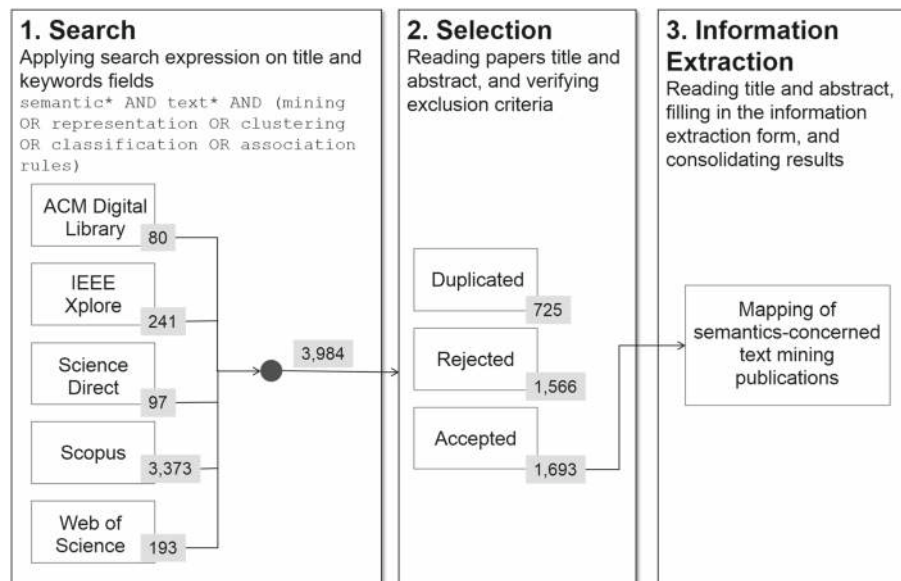 1. Search
Applying search expression on title and
keywords fields
semantic* AND text* AND (mining
OR representation OR clustering
OR classification OR association
rules)
ACM Digital
Library
80
IEEE
Xplore
241
Science
Direct
97
Scopus
3,373
Web of
Science
193
3,984
2. Selection
Reading papers title and
abstract, and verifying
exclusion criteria
Duplicated
725
Rejected
1,566
Accepted
1,693
3. Information
Extraction
Reading title and abstract,
filling in the information
extraction form, and
consolidating results
Mapping of
semantics-concerned
text mining
publications